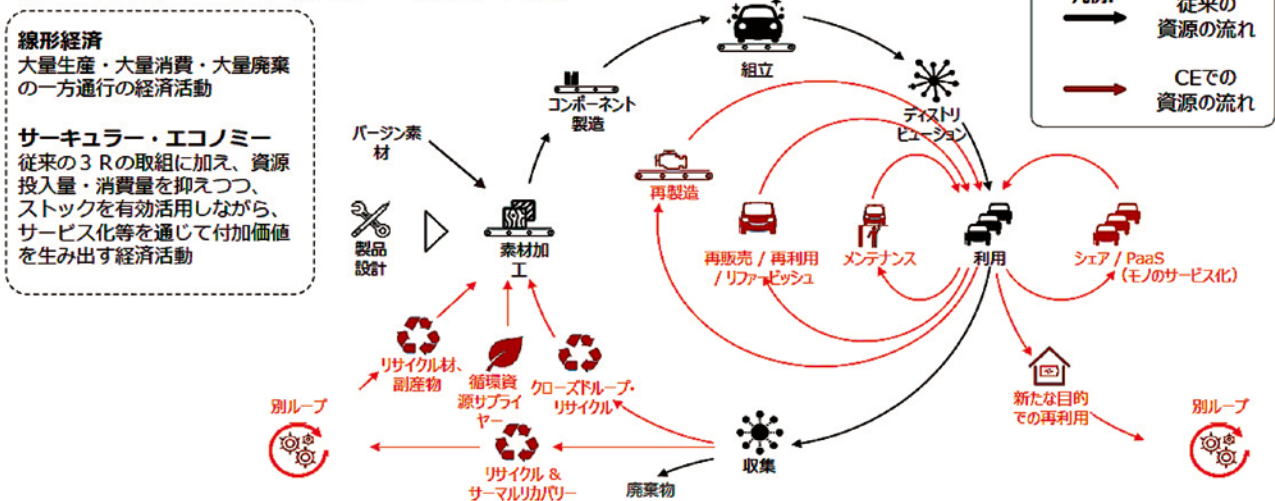 線形経済
大量生産・大量消費・大量廃棄
の一方通行の経済活動
サーキュラー・エコノミー
従来の３Ｒの取組に加え、資源
投入量・消費量を抑えつつ、
ストックを有効活用しながら、
サービス化等を通じて付加価値
を生み出す経済活動
従来の
資源の流れ
CEでの
資源の流れ
組立
コンポーネント
製造
ディストリ
ビューション
バージン素
材
製品
設計
素材加
工
再製造
再販売 / 再利用
/ リファービッシュ
メンテナンス
利用
シェア / PaaS
（モノのサービス化）
リサイクル材、
副産物
循環資
源サプライ
ヤー
クローズドループ・
リサイクル
新たな目的
での再利用
別ループ
別ループ
リサイクル &
サーマルリカバリー
廃棄物
収集